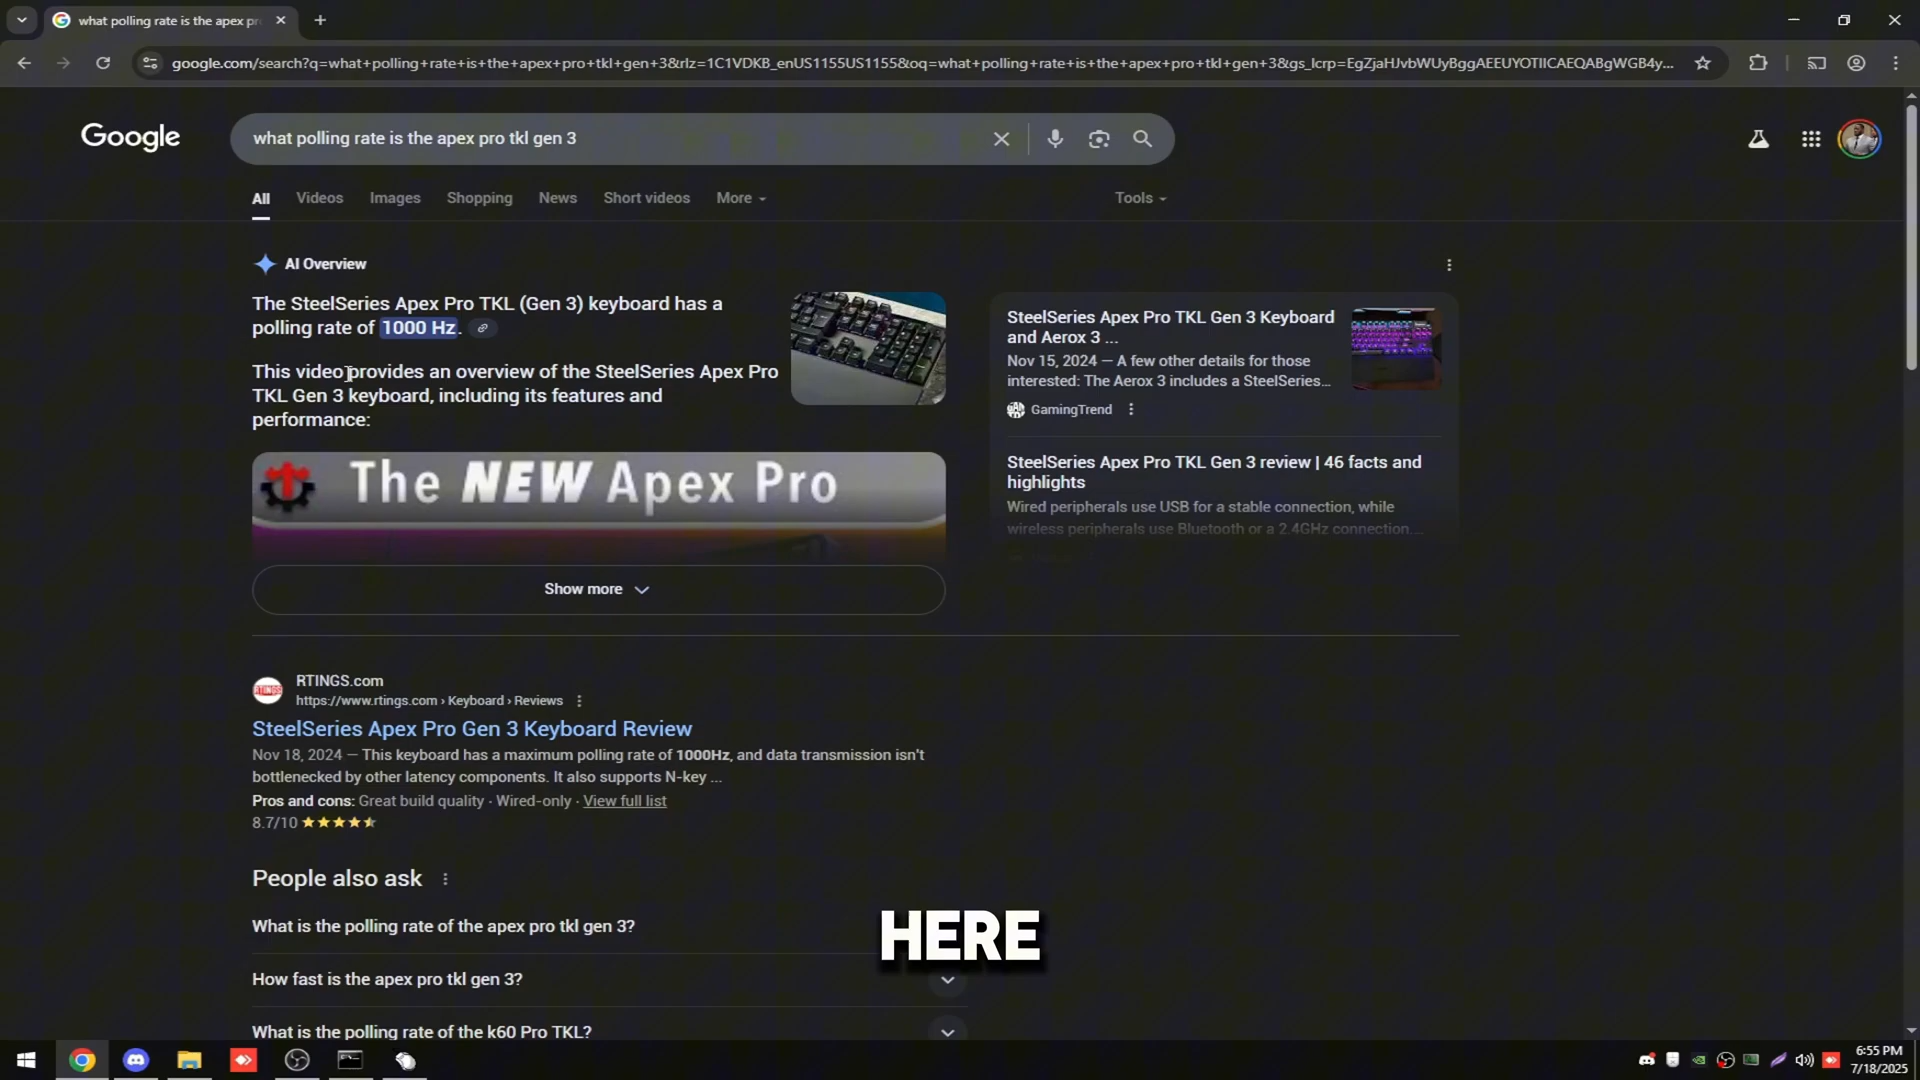 what polling rate is the apex pr
google.com/search?q=what+polling+rate+is+the+apex+pro+tkl+gen+3&rlz=1C1VDKB_enUS1155US1155&oq=what+polling+rate+is+the+apex+pro+tkl+gen+3&gs_lcrp=EgZjaHJvbWUyBggAEEUYOTIICAEQABgWGB4y...
Google
what polling rate is the apex pro tkl gen 3
All Videos Images Shopping News Short videos More Tools
AI Overview
The SteelSeries Apex Pro TKL (Gen 3) keyboard has a
polling rate of 1000 Hz.
This video provides an overview of the SteelSeries Apex Pro
TKL Gen 3 keyboard, including its features and
performance:
The NEW Apex Pro
Show more
SteelSeries Apex Pro TKL Gen 3 Keyboard
and Aerox 3 ...
Nov 15, 2024 — A few other details for those
interested: The Aerox 3 includes a SteelSeries...
GamingTrend
SteelSeries Apex Pro TKL Gen 3 review | 46 facts and
highlights
Wired peripherals use USB for a stable connection, while
wireless peripherals use Bluetooth or a 2.4GHz connection,...
RTINGS.com
https://www.rtings.com › Keyboard › Reviews
SteelSeries Apex Pro Gen 3 Keyboard Review
Nov 18, 2024 — This keyboard has a maximum polling rate of 1000Hz, and data transmission isn't
bottlenecked by other latency components. It also supports N-key ...
Pros and cons: Great build quality · Wired-only · View full list
8.7/10
People also ask
What is the polling rate of the apex pro tkl gen 3?
HERE
How fast is the apex pro tkl gen 3?
What is the polling rate of the k60 Pro TKL?
6:55 PM
7/18/2025